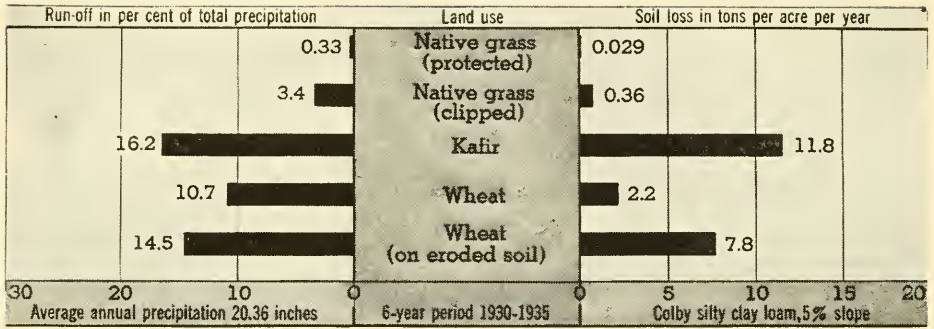 Run-off in per cent of total precipitation Land use Soil loss in tons per acre per year
0.33 Native grass 0.029
(protected)
3.4 Native grass 0.36
(clipped)
16.2 Kafir 11.8
10.7 Wheat 2.2
14.5 Wheat 7.8
(on eroded soil)
30 20 10 0 0 5 10 15 20
Average annual precipitation 20.36 inches 6-year period 1930-1935 Colby silty clay loam, 5% slope